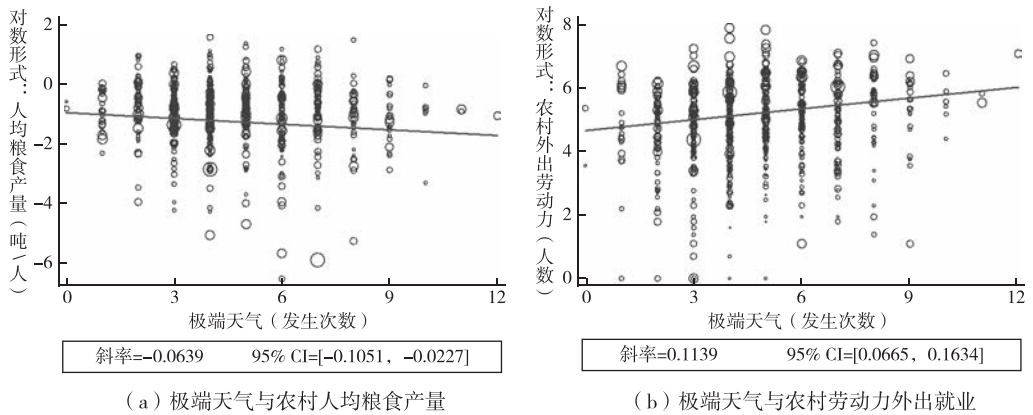 对数形式：人均粮食产量（吨\人）
2
0
-2
-4
-6
0
3
6
9
12
极端天气（发生次数）
斜率=-0.0639 95% CI=[-0.1051，-0.0227]
（a）极端天气与农村人均粮食产量
对数形式：农村外出劳动力（人数）
8
6
4
2
0
0
3
6
9
12
极端天气（发生次数）
斜率=0.1139 95% CI=[0.0665，0.1634]
（b）极端天气与农村劳动力外出就业